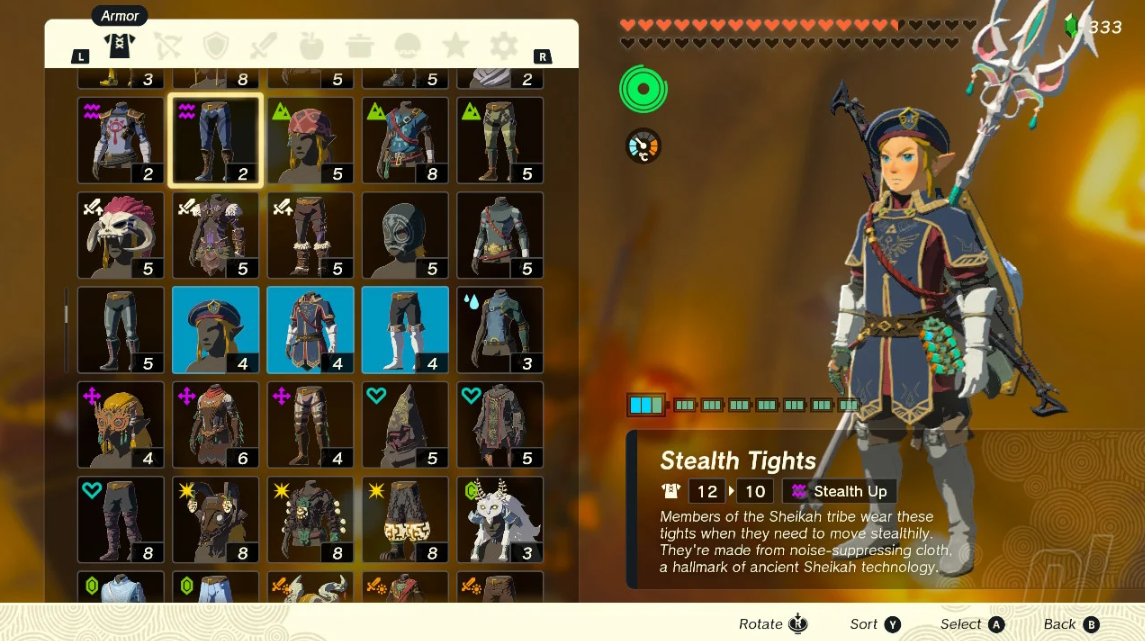 Armor
L
R
333
3 8 5 5 2
2 2 5 8 5
5 5 5 5 5
5 4 4 4 3
4 6 4 5 5
8 8 8 8 3
°C
Stealth Tights
12 10 Stealth Up
Members of the Sheikah tribe wear these
tights when they need to move stealthily.
They're made from noise-suppressing cloth,
a hallmark of ancient Sheikah technology.
Rotate R Sort Y Select A Back B